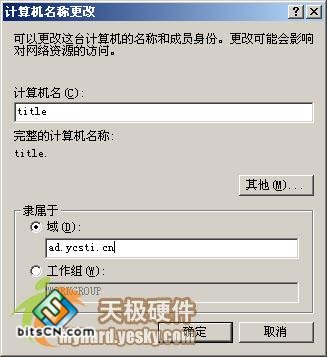 计算机名称更改
可以更改这台计算机的名称和成员身份。更改可能会影响
对网络资源的访问。
计算机名(C):
title
完整的计算机名称:
title.
其他(M)...
隶属于
域(D):
ad.ycsti.cn
工作组(W):
WORKGROUP
天极硬件
bitsCN.com
myhard.yesky.com
确定
取消